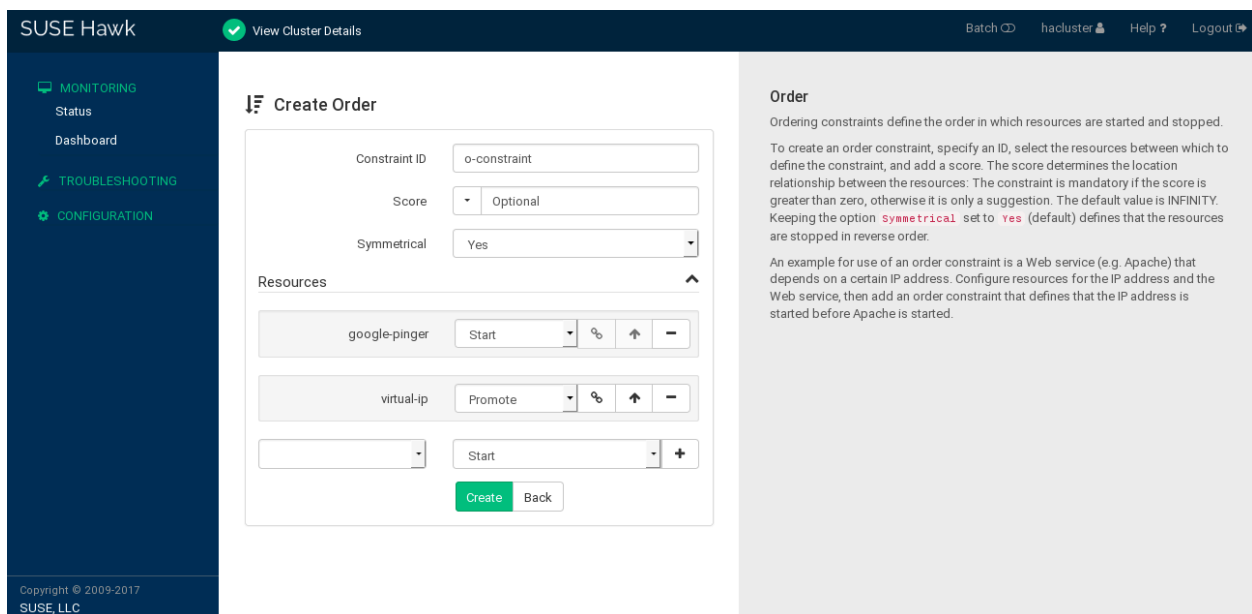 SUSE Hawk
View Cluster Details
Batch
hacluster
Help ?
Logout
MONITORING
Status
Dashboard
TROUBLESHOOTING
CONFIGURATION
Copyright © 2009-2017
SUSE, LLC
Create Order
Constraint ID o-constraint
Score Optional
Symmetrical Yes
Resources
google-pinger Start
virtual-ip Promote
Start
Create Back
Order
Ordering constraints define the order in which resources are started and stopped.
To create an order constraint, specify an ID, select the resources between which to
define the constraint, and add a score. The score determines the location
relationship between the resources: The constraint is mandatory if the score is
greater than zero, otherwise it is only a suggestion. The default value is INFINITY.
Keeping the option Symmetrical set to Yes (default) defines that the resources
are stopped in reverse order.
An example for use of an order constraint is a Web service (e.g. Apache) that
depends on a certain IP address. Configure resources for the IP address and the
Web service, then add an order constraint that defines that the IP address is
started before Apache is started.